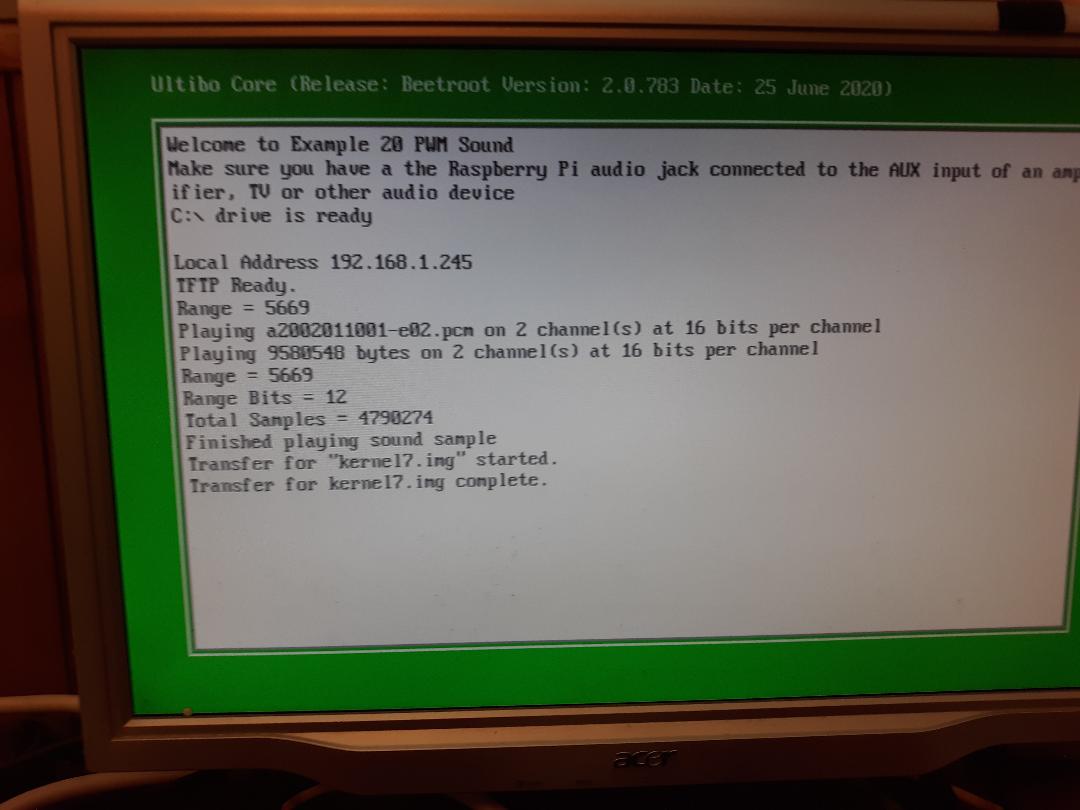 Ultibo Core (Release: Beetroot Version: 2.0.783 Date: 25 June 2020)
Welcome to Example 20 PWM Sound
Make sure you have a the Raspberry Pi audio jack connected to the AUX input of an amp
ifier, TV or other audio device
C:\ drive is ready
Local Address 192.168.1.245
TFTP Ready.
Range = 5669
Playing a2002011001-e02.pcm on 2 channel(s) at 16 bits per channel
Playing 9580548 bytes on 2 channel(s) at 16 bits per channel
Range = 5669
Range Bits = 12
Total Samples = 4790274
Finished playing sound sample
Transfer for "kernel7.img" started.
Transfer for kernel7.img complete.
acer